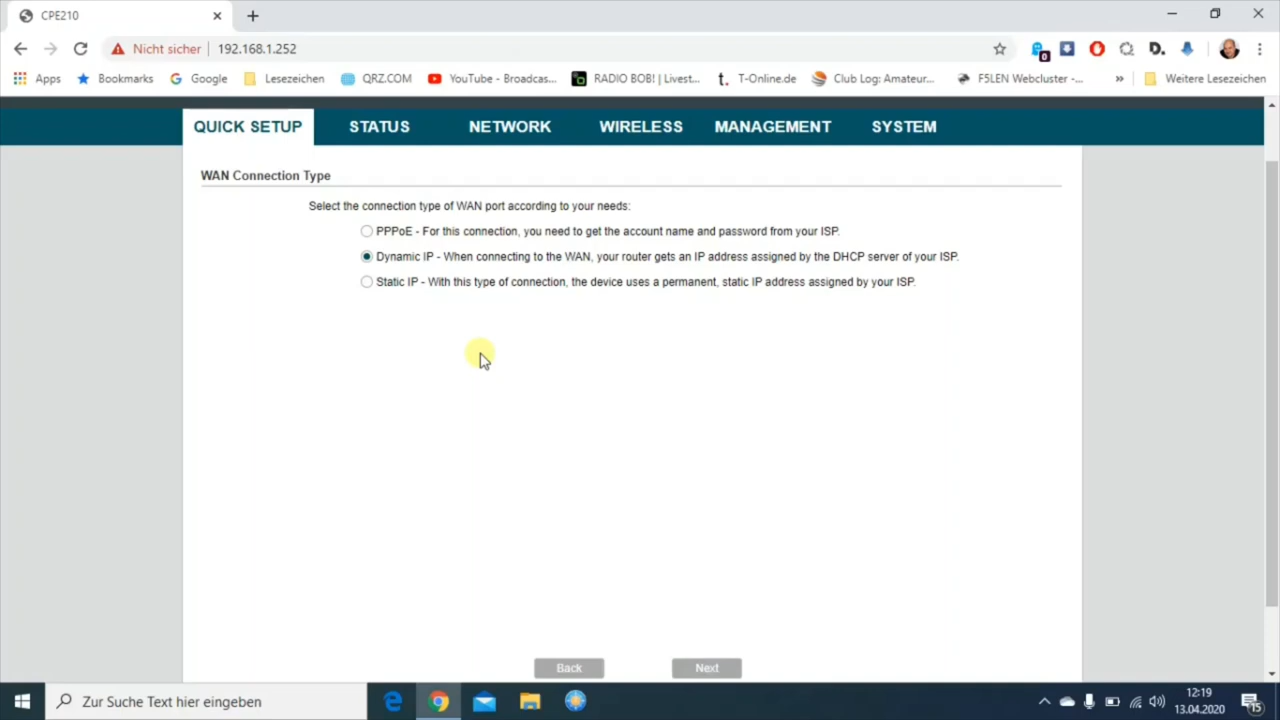 CPE210
Nicht sicher 192.168.1.252
0
Apps Bookmarks Google Lesezeichen QRZ.COM YouTube - Broadcas... RADIO BOB! | Livest... T-Online.de Club Log: Amateur... F5LEN Webcluster -... » Weitere Lesezeichen
QUICK SETUP STATUS NETWORK WIRELESS MANAGEMENT SYSTEM
WAN Connection Type
Select the connection type of WAN port according to your needs:
PPPoE - For this connection, you need to get the account name and password from your ISP.
Dynamic IP - When connecting to the WAN, your router gets an IP address assigned by the DHCP server of your ISP.
Static IP - With this type of connection, the device uses a permanent, static IP address assigned by your ISP.
Back Next
Zur Suche Text hier eingeben
12:19
13.04.2020
15